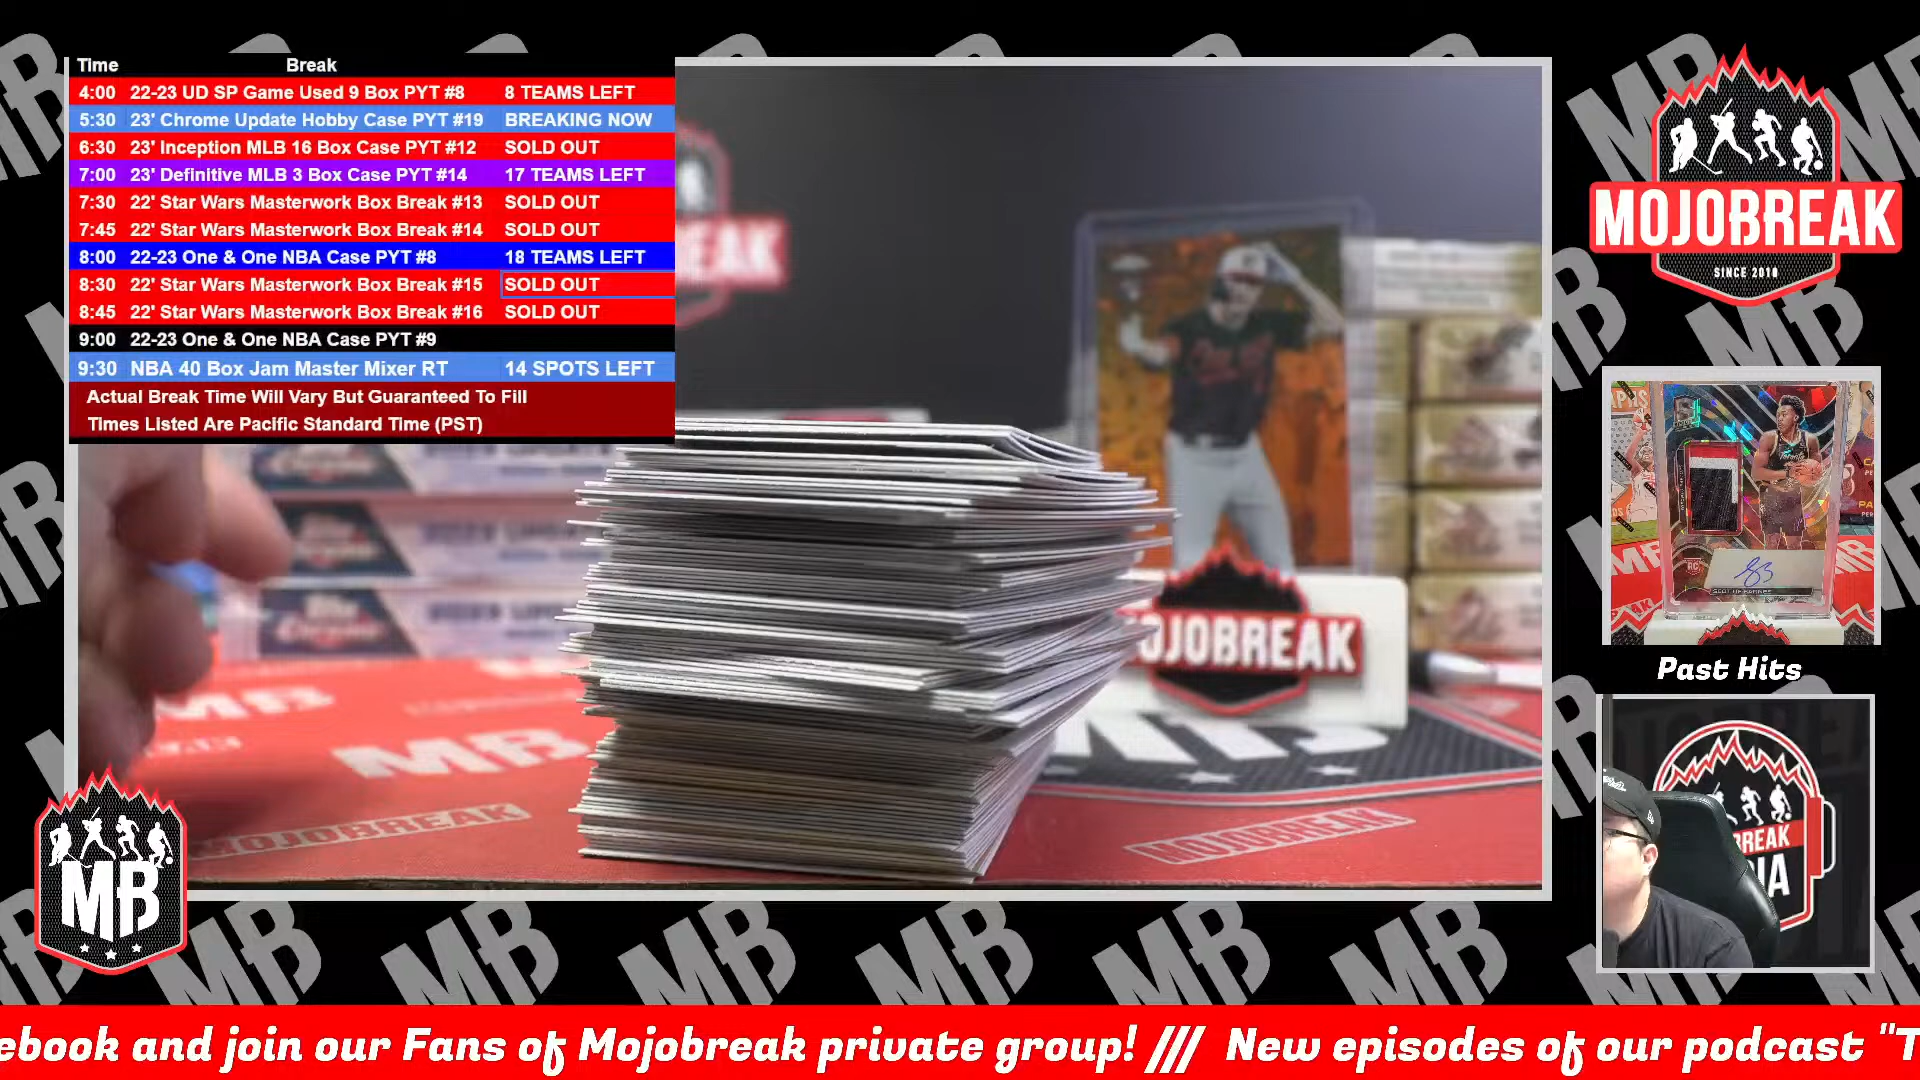 Time Break
4:00 22-23 UD SP Game Used 9 Box PYT #8 8 TEAMS LEFT
5:30 23' Chrome Update Hobby Case PYT #19 BREAKING NOW
6:30 23' Inception MLB 16 Box Case PYT #12 SOLD OUT
7:00 23' Definitive MLB 3 Box Case PYT #14 17 TEAMS LEFT
7:30 22' Star Wars Masterwork Box Break #13 SOLD OUT
7:45 22' Star Wars Masterwork Box Break #14 SOLD OUT
8:00 22-23 One & One NBA Case PYT #8 18 TEAMS LEFT
8:30 22' Star Wars Masterwork Box Break #15 SOLD OUT
8:45 22' Star Wars Masterwork Box Break #16 SOLD OUT
9:00 22-23 One & One NBA Case PYT #9
9:30 NBA 40 Box Jam Master Mixer RT 14 SPOTS LEFT
Actual Break Time Will Vary But Guaranteed To Fill
Times Listed Are Pacific Standard Time (PST)
MOJOBREAK
SINCE 2010
Past Hits
OJOBREAK
MB
MOJOBREAK
MOJOBREAK
MB
ebook and join our Fans of Mojobreak private group! /// New episodes of our podcast "T